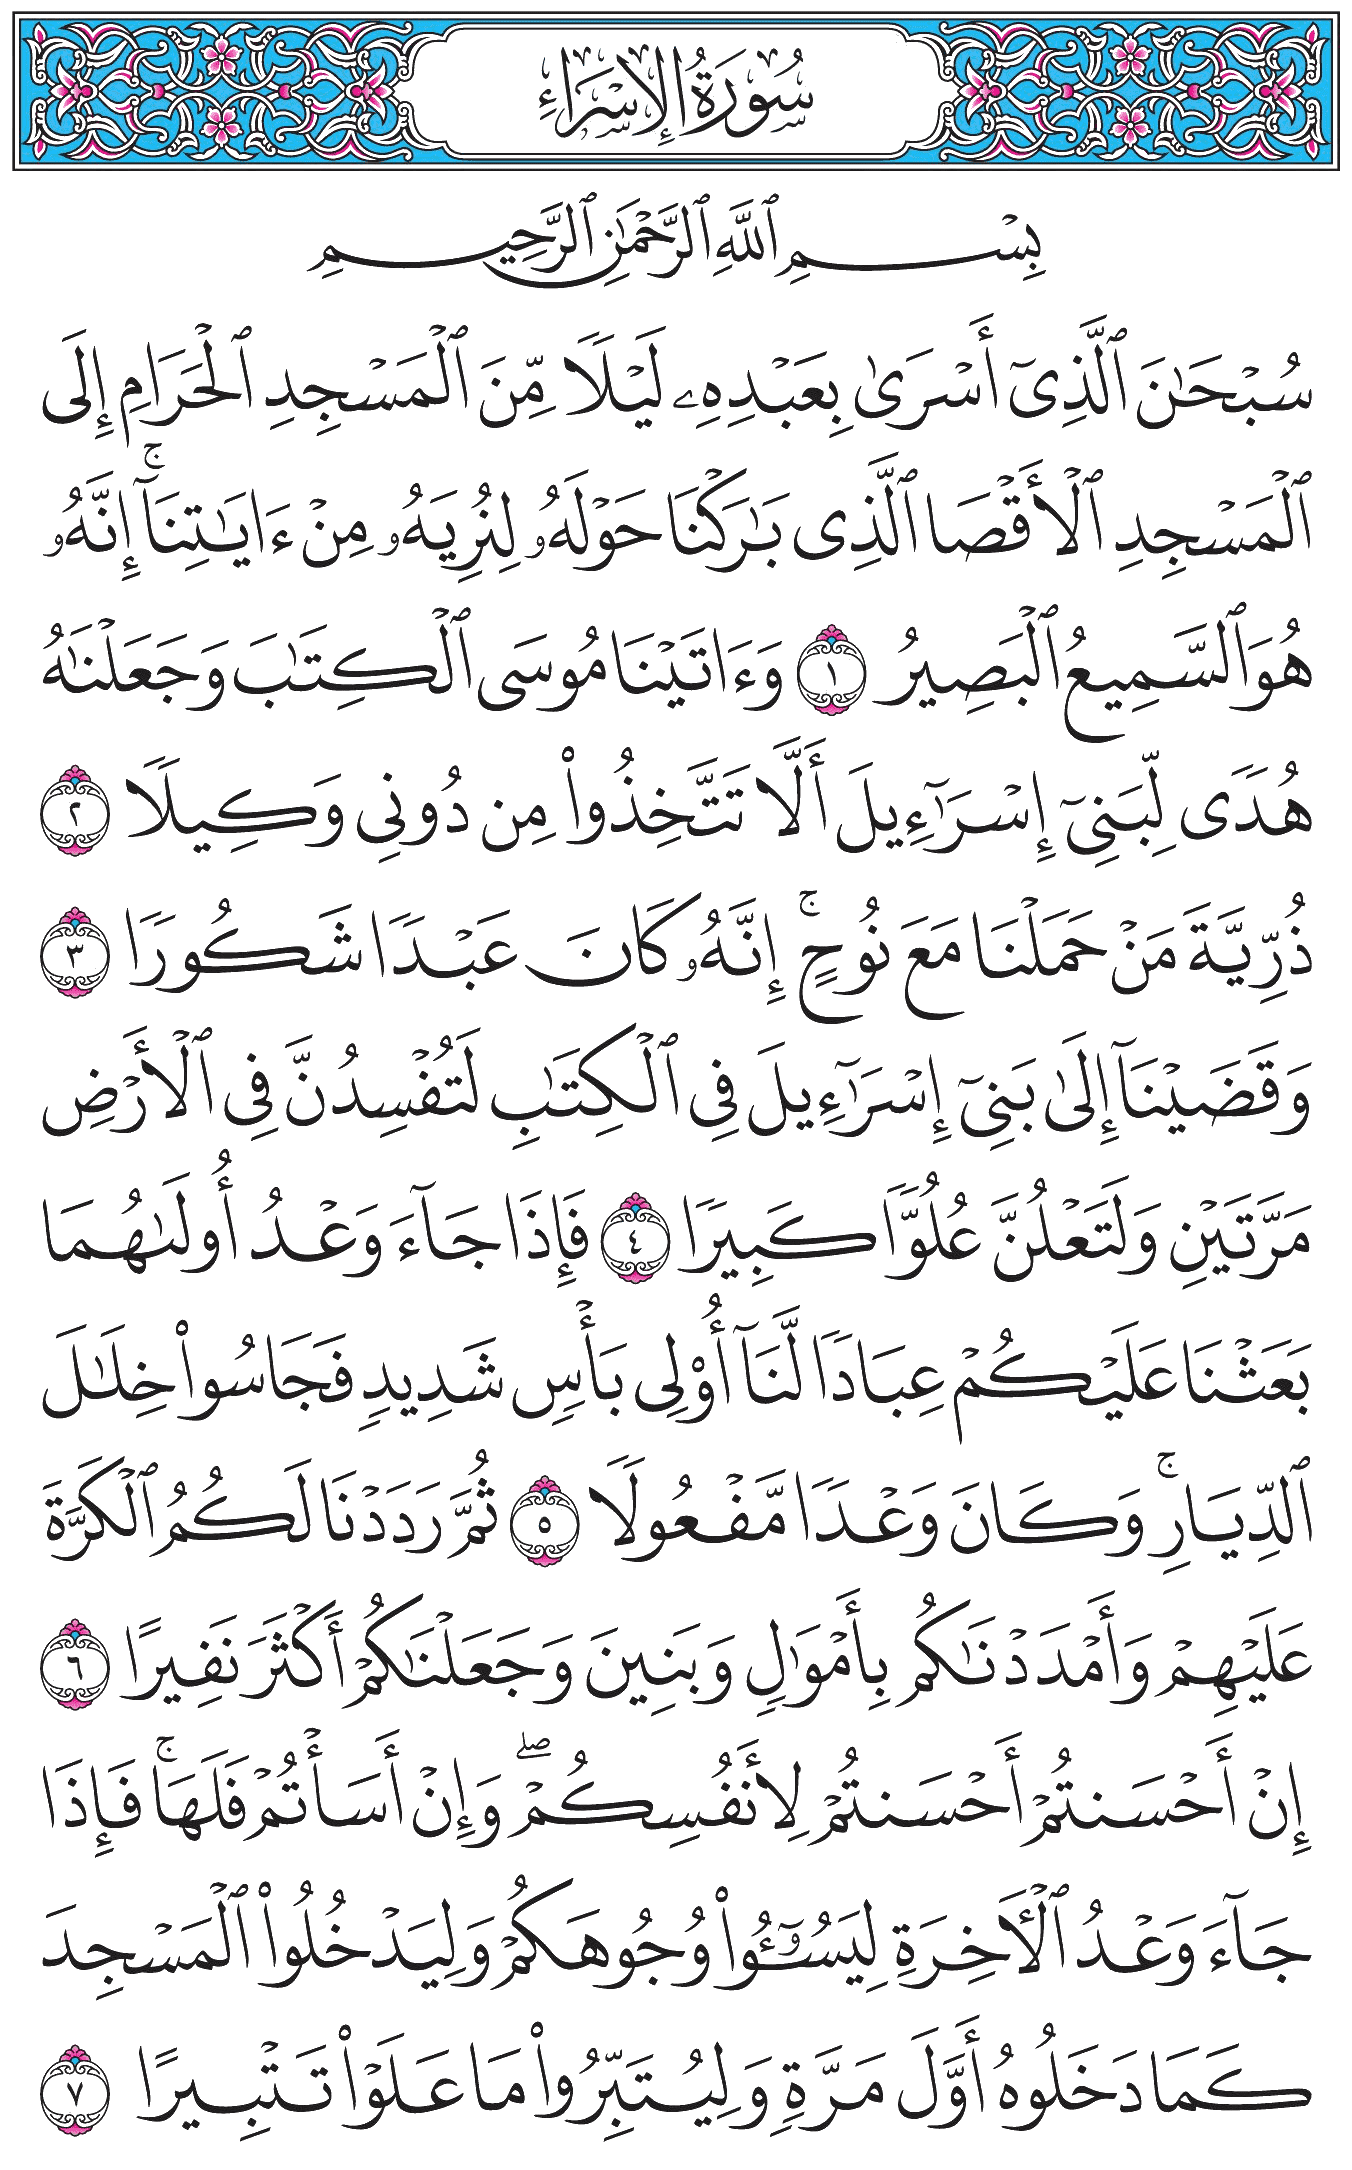 سُورَةُ الإِسْرَاءِ
بِسْمِ ٱللَّهِ ٱلرَّحْمَٰنِ ٱلرَّحِيمِ
سُبْحَٰنَ ٱلَّذِىٓ أَسْرَىٰ بِعَبْدِهِۦ لَيْلًا مِّنَ ٱلْمَسْجِدِ ٱلْحَرَامِ إِلَى
ٱلْمَسْجِدِ ٱلْأَقْصَا ٱلَّذِى بَٰرَكْنَا حَوْلَهُۥ لِنُرِيَهُۥ مِنْ ءَايَٰتِنَآ ۚ إِنَّهُۥ
هُوَ ٱلسَّمِيعُ ٱلْبَصِيرُ ١ وَءَاتَيْنَا مُوسَى ٱلْكِتَٰبَ وَجَعَلْنَٰهُ
هُدًى لِّبَنِىٓ إِسْرَٰٓءِيلَ أَلَّا تَتَّخِذُوا۟ مِن دُونِى وَكِيلًا ٢
ذُرِّيَّةَ مَنْ حَمَلْنَا مَعَ نُوحٍ ۚ إِنَّهُۥ كَانَ عَبْدًا شَكُورًا ٣
وَقَضَيْنَآ إِلَىٰ بَنِىٓ إِسْرَٰٓءِيلَ فِى ٱلْكِتَٰبِ لَتُفْسِدُنَّ فِى ٱلْأَرْضِ
مَرَّتَيْنِ وَلَتَعْلُنَّ عُلُوًّا كَبِيرًا ٤ فَإِذَا جَآءَ وَعْدُ أُولَىٰهُمَا
بَعَثْنَا عَلَيْكُمْ عِبَادًا لَّنَآ أُو۟لِى بَأْسٍ شَدِيدٍ فَجَاسُوا۟ خِلَٰلَ
ٱلدِّيَارِ ۚ وَكَانَ وَعْدًا مَّفْعُولًا ٥ ثُمَّ رَدَدْنَا لَكُمُ ٱلْكَرَّةَ
عَلَيْهِمْ وَأَمْدَدْنَٰكُم بِأَمْوَٰلٍ وَبَنِينَ وَجَعَلْنَٰكُمْ أَكْثَرَ نَفِيرًا ٦
إِنْ أَحْسَنتُمْ أَحْسَنتُمْ لِأَنفُسِكُمْ ۖ وَإِنْ أَسَأْتُمْ فَلَهَا ۚ فَإِذَا
جَآءَ وَعْدُ ٱلْـَٔاخِرَةِ لِيَسُـۥٓـُٔوا۟ وُجُوهَكُمْ وَلِيَدْخُلُوا۟ ٱلْمَسْجِدَ
كَمَا دَخَلُوهُ أَوَّلَ مَرَّةٍ وَلِيُتَبِّرُوا۟ مَا عَلَوْا۟ تَتْبِيرًا ٧